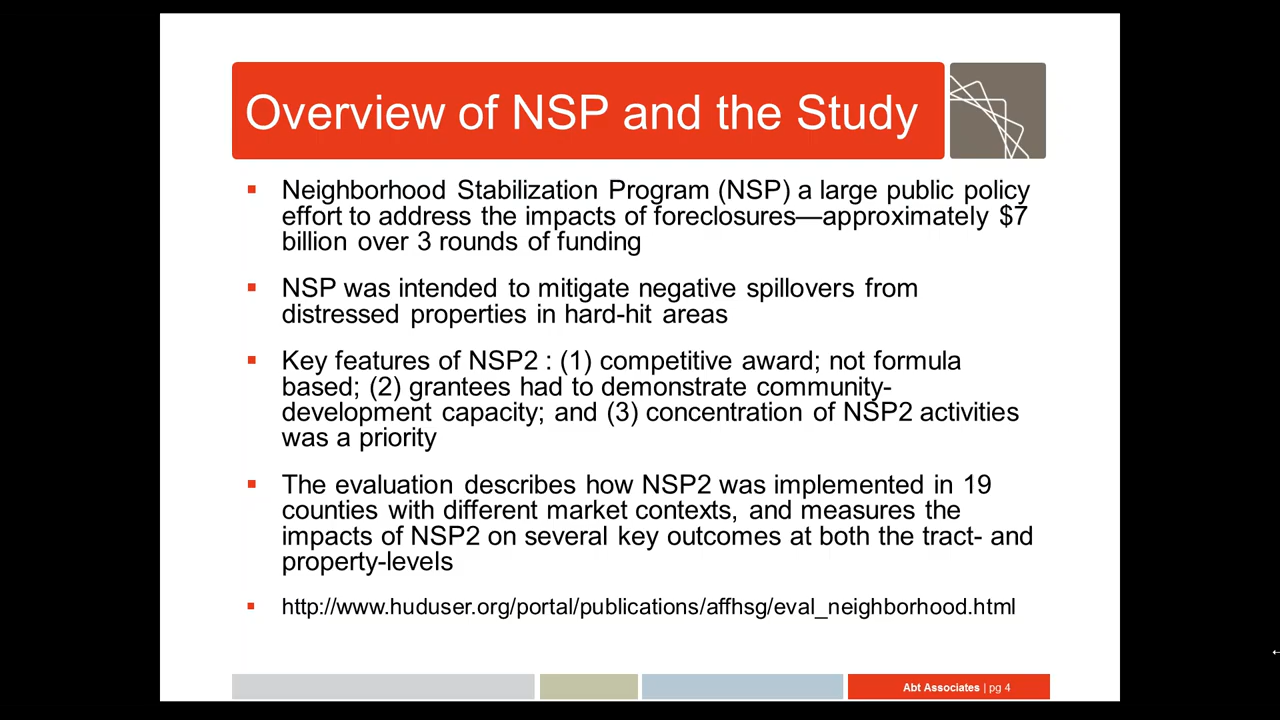 Overview of NSP and the Study
Neighborhood Stabilization Program (NSP) a large public policy
effort to address the impacts of foreclosures—approximately $7
billion over 3 rounds of funding
NSP was intended to mitigate negative spillovers from
distressed properties in hard-hit areas
Key features of NSP2 : (1) competitive award; not formula
based; (2) grantees had to demonstrate community-
development capacity; and (3) concentration of NSP2 activities
was a priority
The evaluation describes how NSP2 was implemented in 19
counties with different market contexts, and measures the
impacts of NSP2 on several key outcomes at both the tract- and
property-levels
http://www.huduser.org/portal/publications/affhsg/eval_neighborhood.html
Abt Associates | pg 4